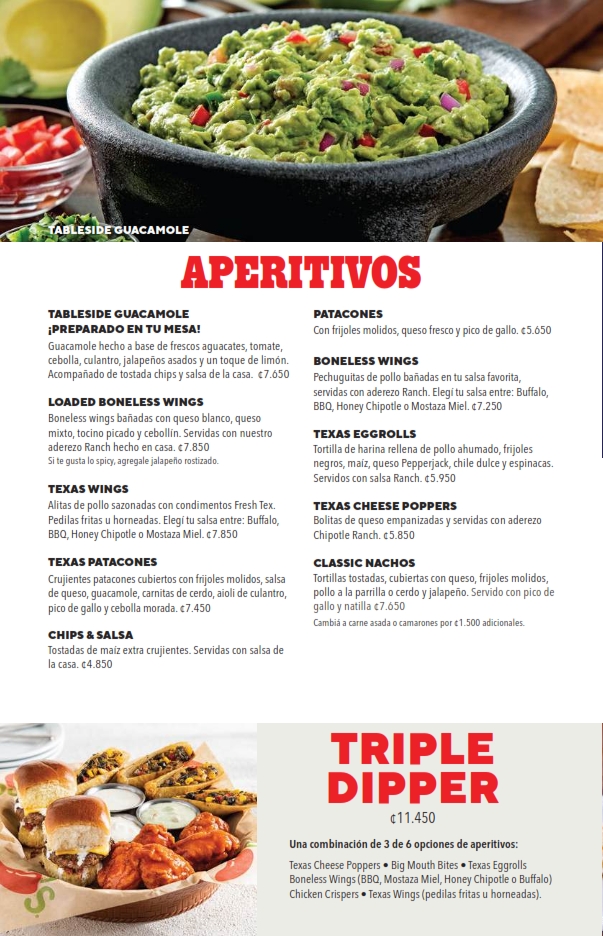 TABLESIDE GUACAMOLE
APERITIVOS
TABLESIDE GUACAMOLE
¡PREPARADO EN TU MESA!
Guacamole hecho a base de frescos aguacates, tomate,
cebolla, culantro, jalapeños asados y un toque de limón.
Acompañado de tostada chips y salsa de la casa. ¢7.650
LOADED BONELESS WINGS
Boneless wings bañadas con queso blanco, queso
mixto, tocino picado y cebollín. Servidas con nuestro
aderezo Ranch hecho en casa. ¢7.850
Si te gusta lo spicy, agregale jalapeño rostizado.
TEXAS WINGS
Alitas de pollo sazonadas con condimentos Fresh Tex.
Pedilas fritas u horneadas. Elegí tu salsa entre: Buffalo,
BBQ, Honey Chipotle o Mostaza Miel. ¢7.850
TEXAS PATACONES
Crujientes patacones cubiertos con frijoles molidos, salsa
de queso, guacamole, carnitas de cerdo, aioli de culantro,
pico de gallo y cebolla morada. ¢7.450
CHIPS & SALSA
Tostadas de maíz extra crujientes. Servidas con salsa de
la casa. ¢4.850
PATACONES
Con frijoles molidos, queso fresco y pico de gallo. ¢5.650
BONELESS WINGS
Pechuguitas de pollo bañadas en tu salsa favorita,
servidas con aderezo Ranch. Elegí tu salsa entre: Buffalo,
BBQ, Honey Chipotle o Mostaza Miel. ¢7.250
TEXAS EGGROLLS
Tortilla de harina rellena de pollo ahumado, frijoles
negros, maíz, queso Pepperjack, chile dulce y espinacas.
Servidos con salsa Ranch. ¢5.950
TEXAS CHEESE POPPERS
Bolitas de queso empanizadas y servidas con aderezo
Chipotle Ranch. ¢5.850
CLASSIC NACHOS
Tortillas tostadas, cubiertas con queso, frijoles molidos,
pollo a la parrilla o cerdo y jalapeño. Servido con pico de
gallo y natilla ¢7.650
Cambiá a carne asada o camarones por ¢1.500 adicionales.
TRIPLE
DIPPER
¢11.450
Una combinación de 3 de 6 opciones de aperitivos:
Texas Cheese Poppers • Big Mouth Bites • Texas Eggrolls
Boneless Wings (BBQ, Mostaza Miel, Honey Chipotle o Buffalo)
Chicken Crispers • Texas Wings (pedilas fritas u horneadas).